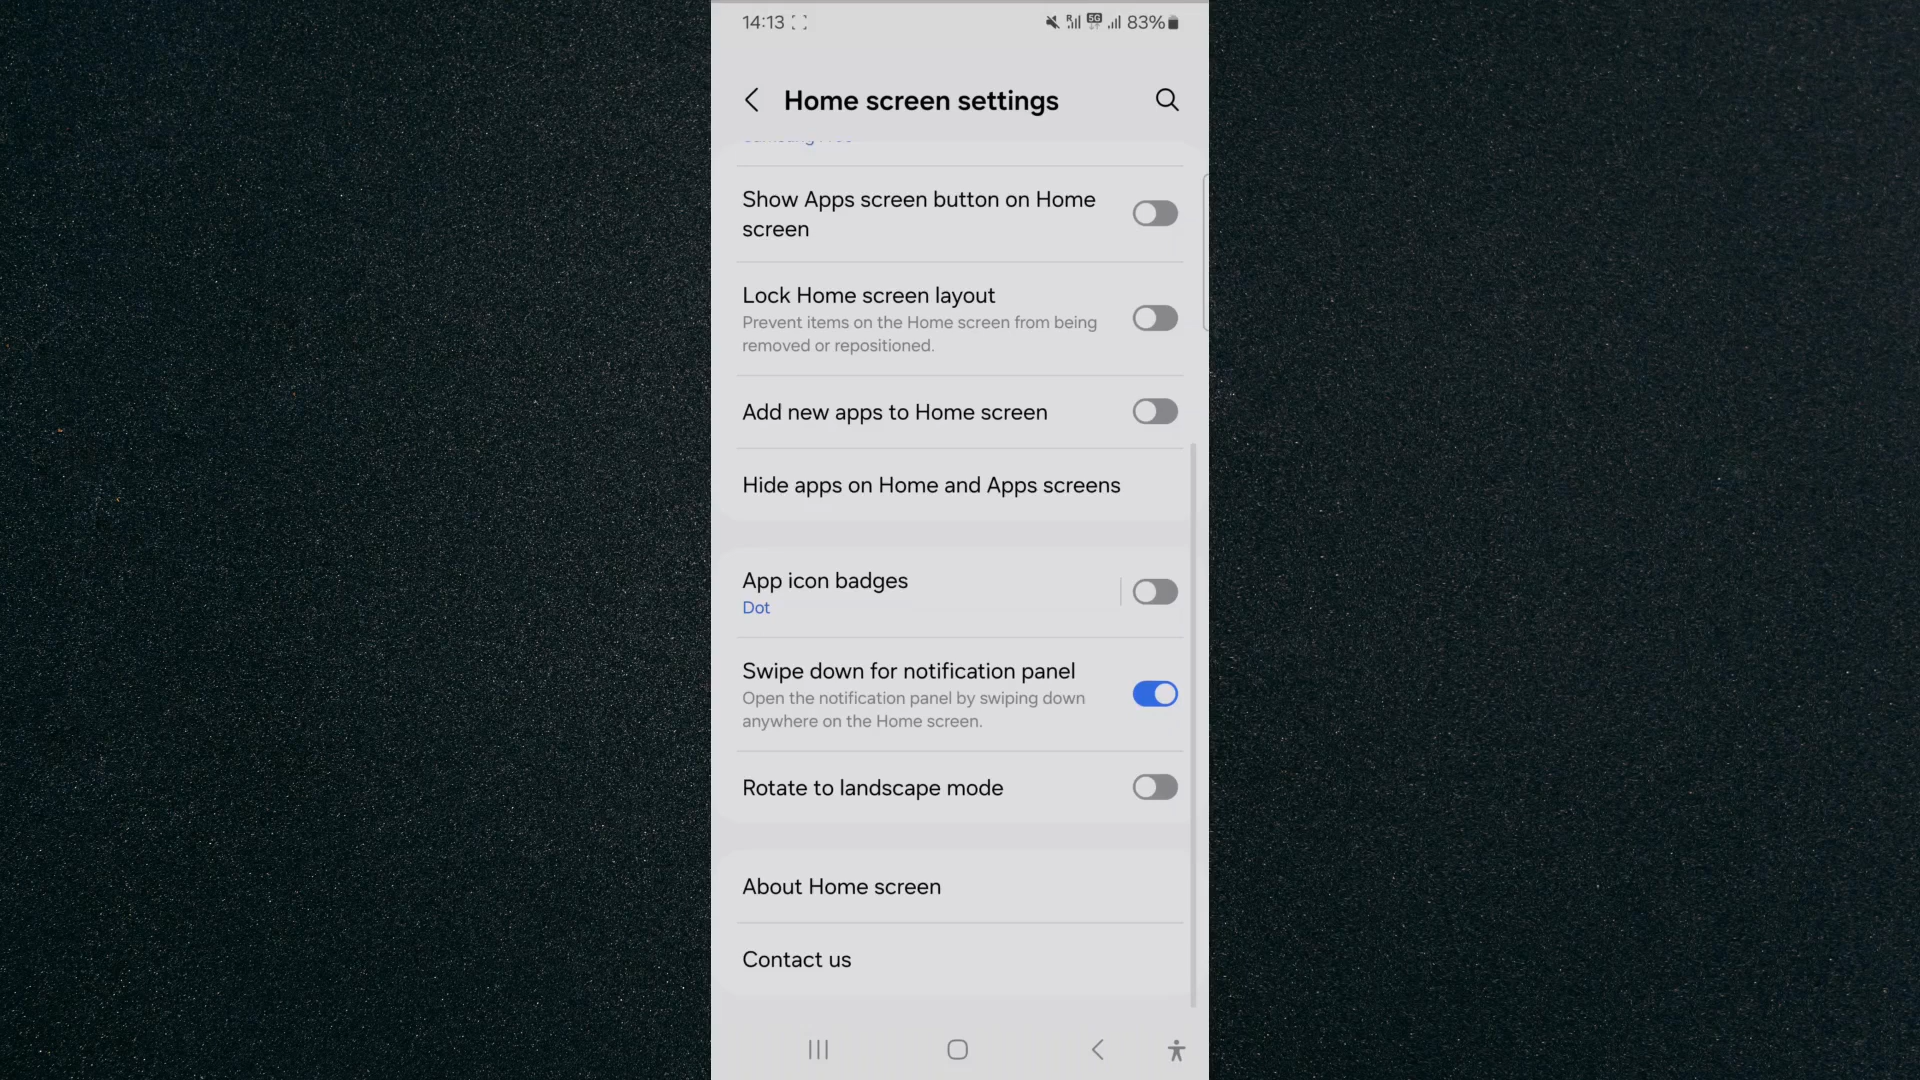 14:13
5G 83%
Home screen settings
Show Apps screen button on Home
screen
Lock Home screen layout
Prevent items on the Home screen from being
removed or repositioned.
Add new apps to Home screen
Hide apps on Home and Apps screens
App icon badges
Dot
Swipe down for notification panel
Open the notification panel by swiping down
anywhere on the Home screen.
Rotate to landscape mode
About Home screen
Contact us